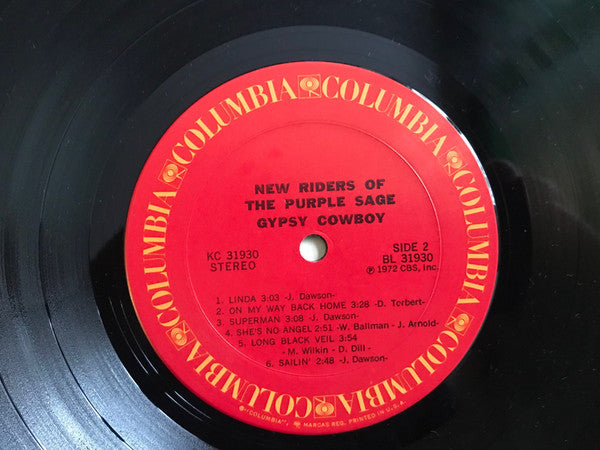 COLUMBIA COLUMBIA COLUMBIA COLUMBIA COLUMBIA COLUMBIA
NEW RIDERS OF
THE PURPLE SAGE
GYPSY COWBOY
KC 31930
STEREO
SIDE 2
BL 31930
Ⓟ 1972 CBS, Inc.
1. LINDA 3:03 -J. Dawson-
2. ON MY WAY BACK HOME 3:28 -D. Torbert-
3. SUPERMAN 3:08 -J. Dawson-
4. SHE'S NO ANGEL 2:51 -W. Ballman - J. Arnold-
5. LONG BLACK VEIL 3:54
- M. Wilkin - D. Dill -
6. SAILIN' 2:48 -J. Dawson-
®-"COLUMBIA", MARCAS REG. PRINTED IN U.S.A.